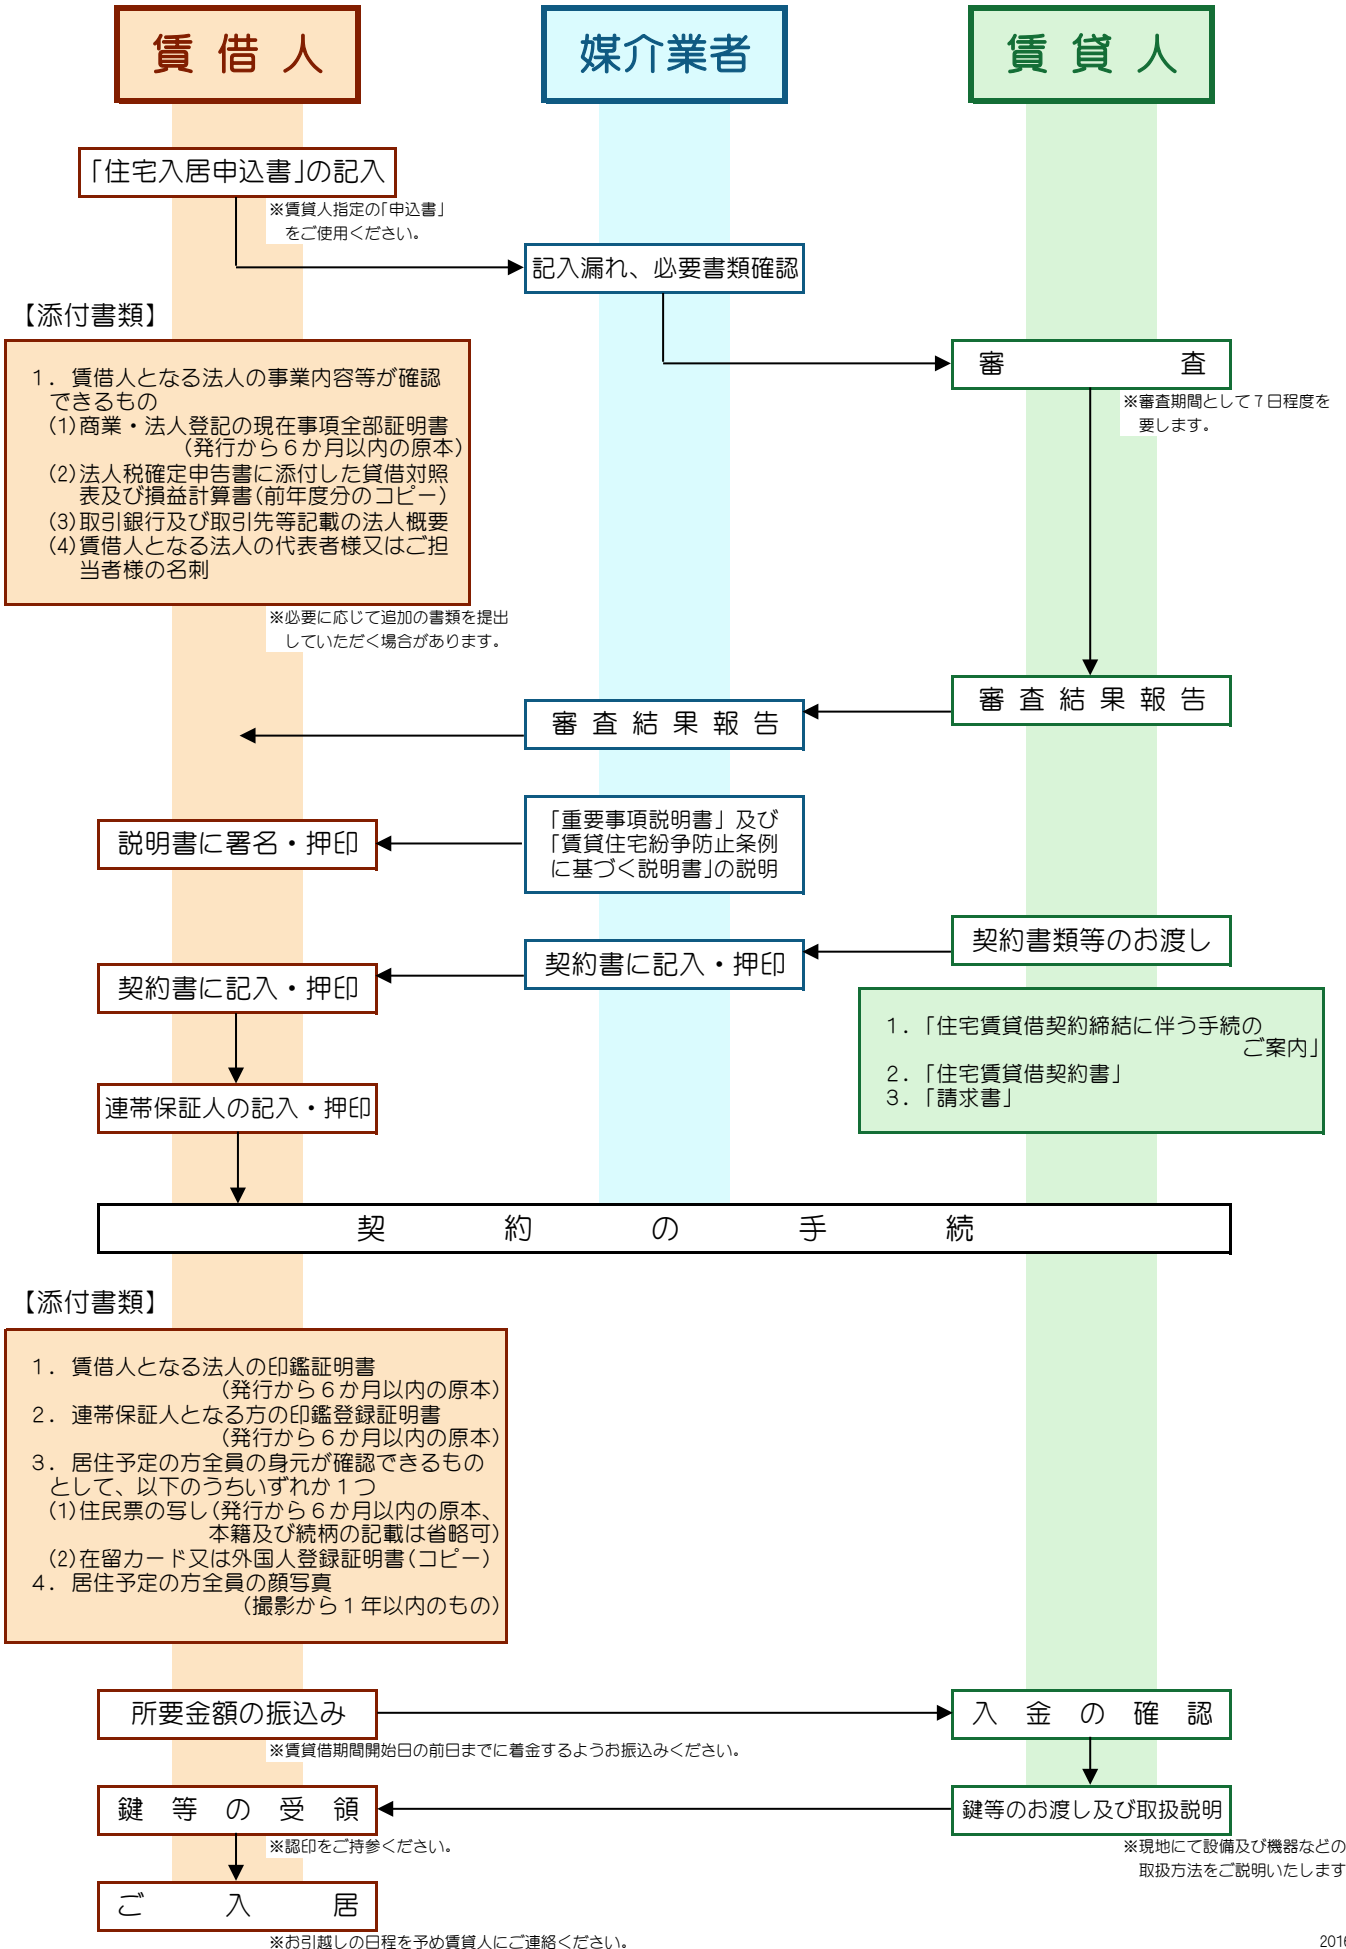 賃借人
媒介業者
賃貸人
「住宅入居申込書」の記入
※賃貸人指定の「申込書」
をご使用ください。
記入漏れ、必要書類確認
【添付書類】
審査
※審査期間として7日程度を
要します。
1．賃借人となる法人の事業内容等が確認
できるもの
(1)商業・法人登記の現在事項全部証明書
(発行から6か月以内の原本)
(2)法人税確定申告書に添付した貸借対照
表及び損益計算書(前年度分のコピー)
(3)取引銀行及び取引先等記載の法人概要
(4)賃借人となる法人の代表者様又はご担
当者様の名刺
※必要に応じて追加の書類を提出
していただく場合があります。
審査結果報告
審査結果報告
「重要事項説明書」及び
「賃貸住宅紛争防止条例
に基づく説明書」の説明
説明書に署名・押印
契約書類等のお渡し
契約書に記入・押印
契約書に記入・押印
1．「住宅賃貸借契約締結に伴う手続の
ご案内」
2．「住宅賃貸借契約書」
3．「請求書」
連帯保証人の記入・押印
契約の手続
【添付書類】
1．賃借人となる法人の印鑑証明書
(発行から6か月以内の原本)
2．連帯保証人となる方の印鑑登録証明書
(発行から6か月以内の原本)
3．居住予定の方全員の身元が確認できるもの
として、以下のうちいずれか1つ
(1)住民票の写し(発行から6か月以内の原本、
本籍及び続柄の記載は省略可)
(2)在留カード又は外国人登録証明書(コピー)
4．居住予定の方全員の顔写真
(撮影から1年以内のもの)
所要金額の振込み
入金の確認
※賃貸借期間開始日の前日までに着金するようお振込みください。
鍵等の受領
鍵等のお渡し及び取扱説明
※認印をご持参ください。
※現地にて設備及び機器などの
取扱方法をご説明いたします
ご入居
※お引越しの日程を予め賃貸人にご連絡ください。
2016